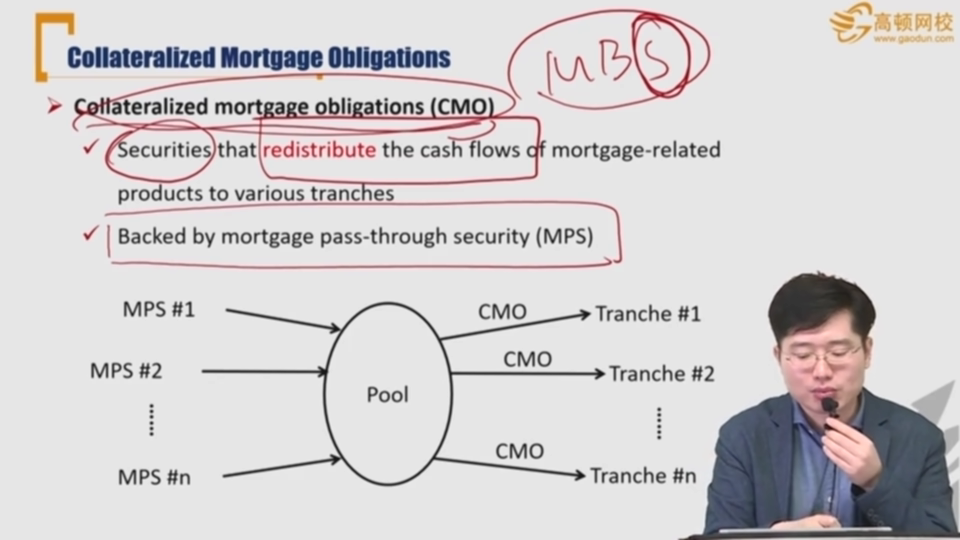 高顿网校
www.gaodun.com
Collateralized Mortgage Obligations
MBS
Collateralized mortgage obligations (CMO)
Securities that redistribute the cash flows of mortgage-related
products to various tranches
Backed by mortgage pass-through security (MPS)
MPS #1
CMO
Tranche #1
MPS #2
CMO
Tranche #2
Pool
MPS #n
CMO
Tranche #n